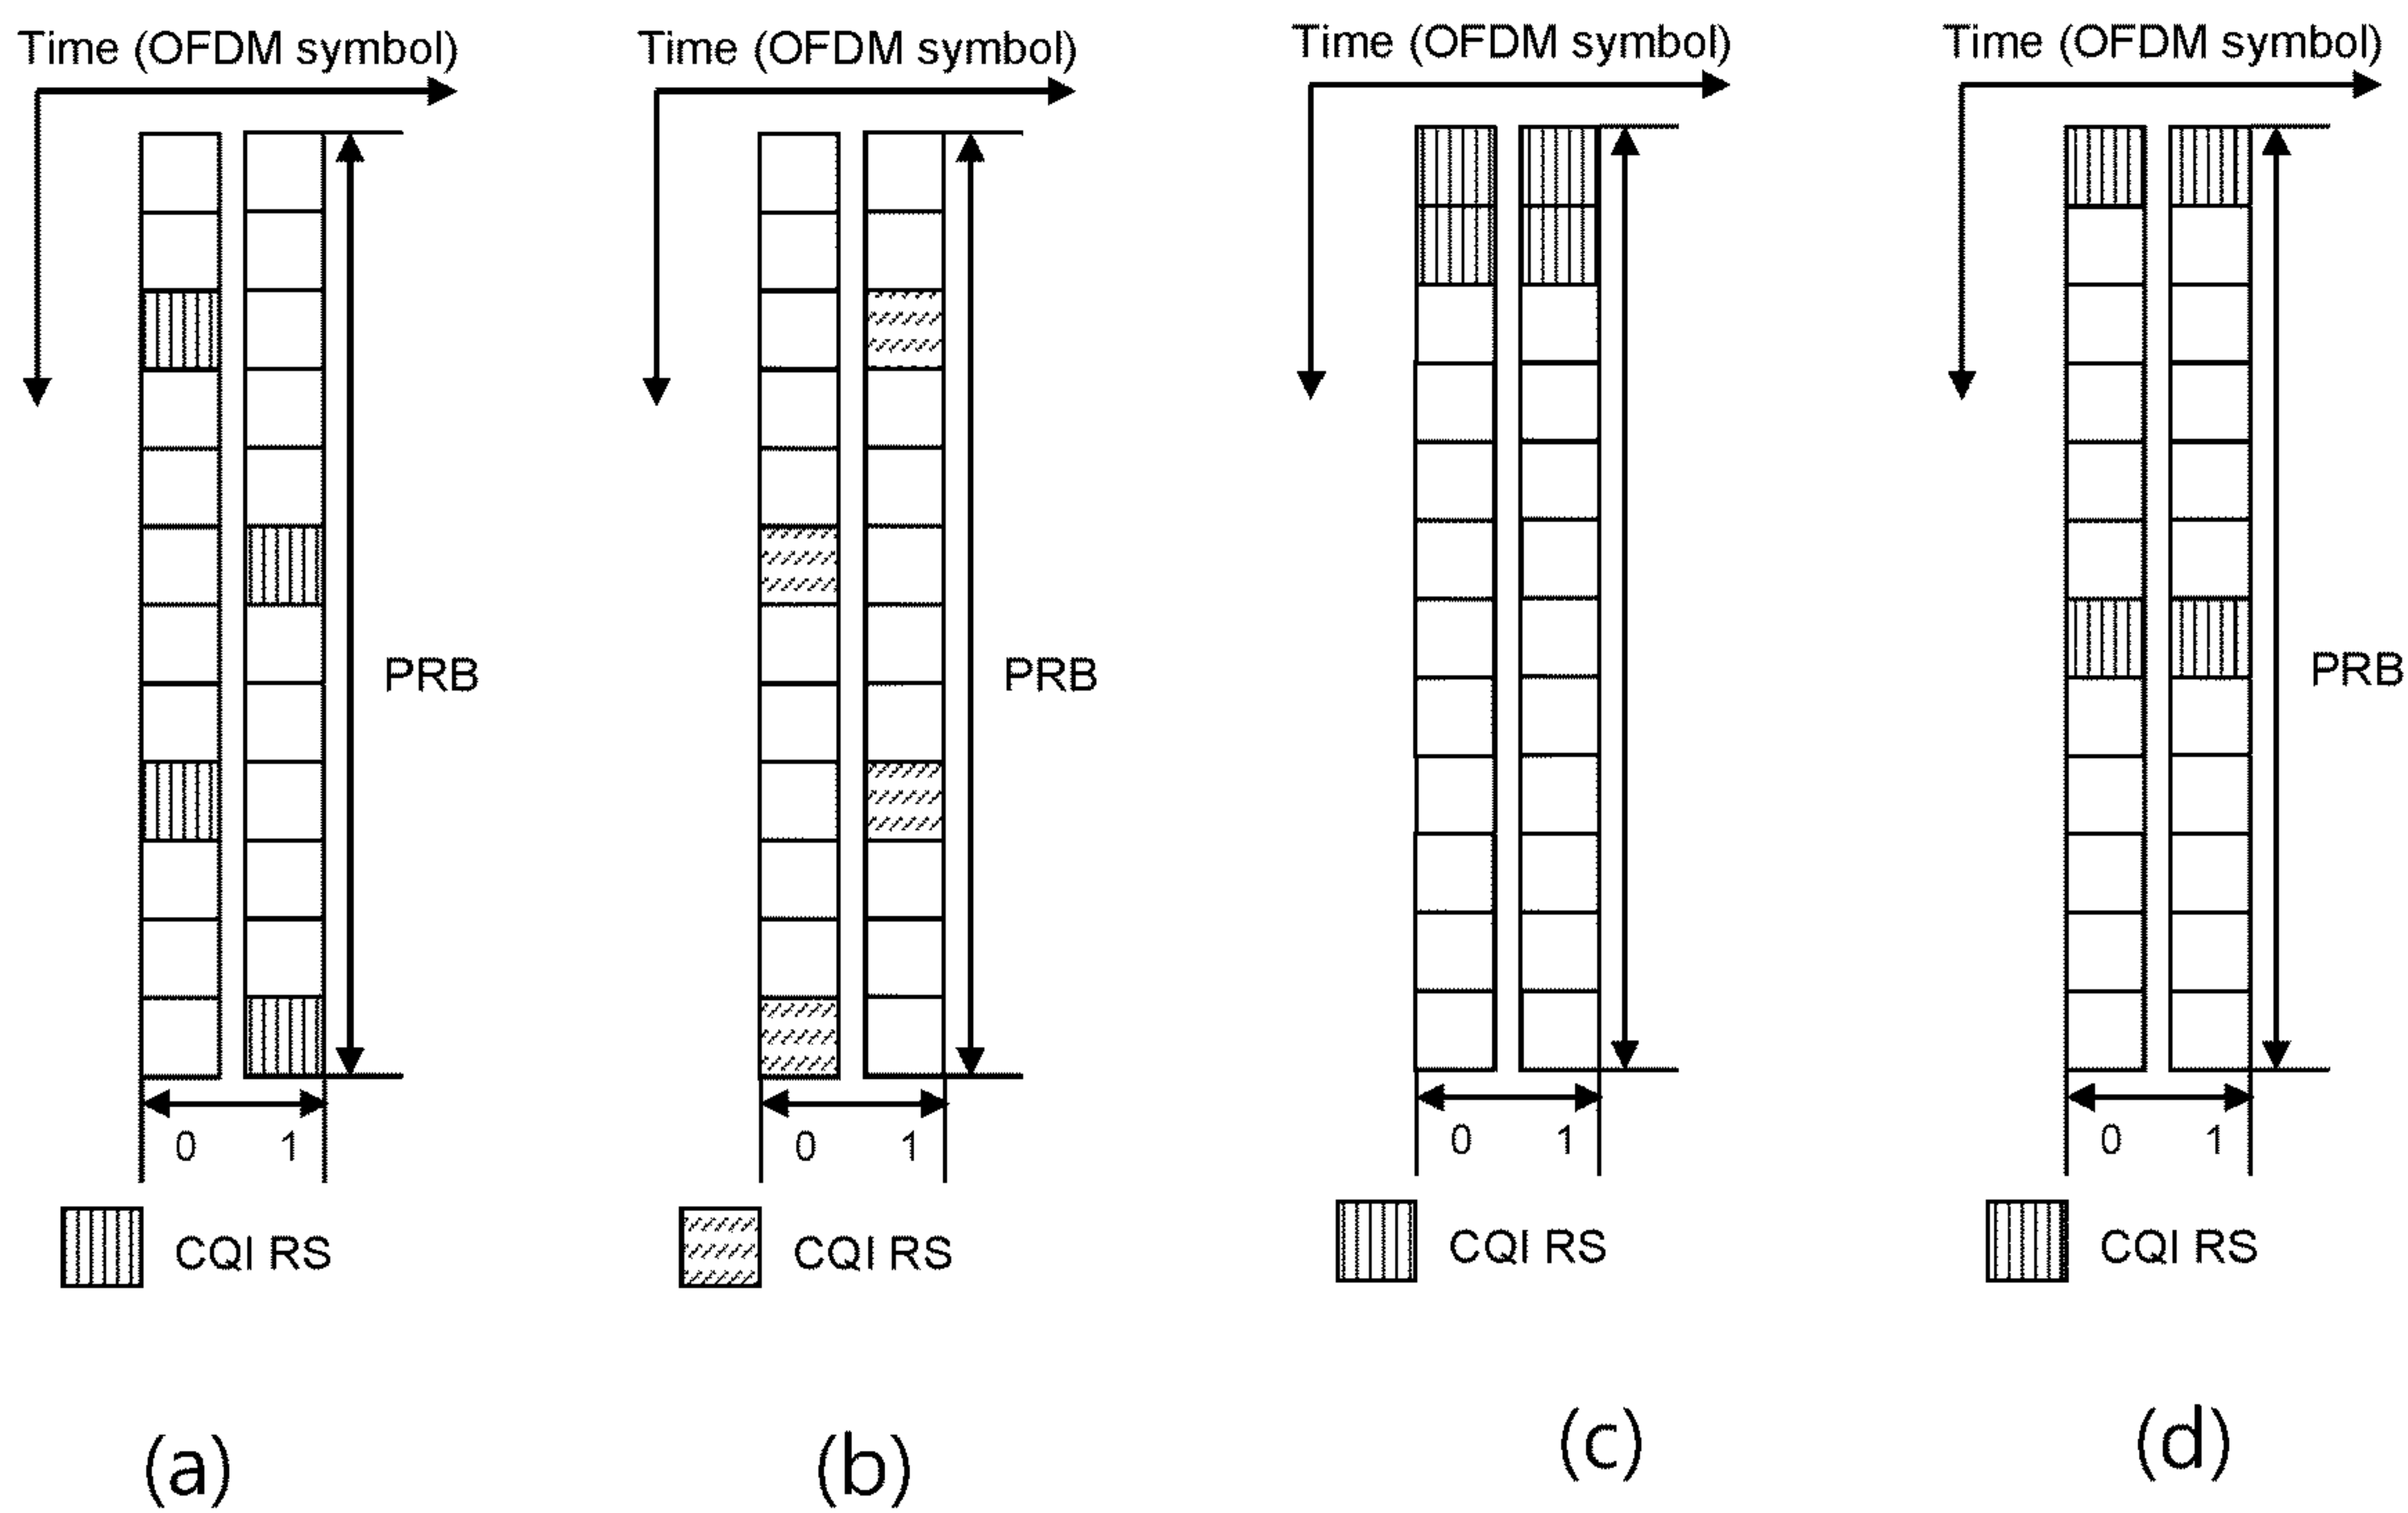 Time (OFDM symbol)
PRB
0 1
CQI RS
(a)
Time (OFDM symbol)
PRB
0 1
CQI RS
(b)
Time (OFDM symbol)
0 1
CQI RS
(c)
Time (OFDM symbol)
PRB
0 1
CQI RS
(d)